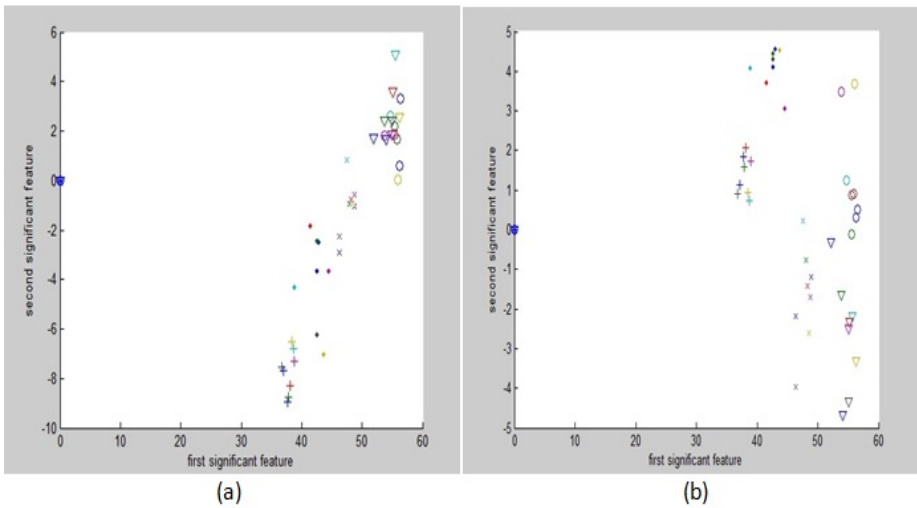 6
4
2
0
-2
-4
-6
-8
-10
0 10 20 30 40 50 60
second significant feature
first significant feature
(a)
5
4
3
2
1
0
-1
-2
-3
-4
-5
0 10 20 30 40 50 60
second significant feature
first significant feature
(b)